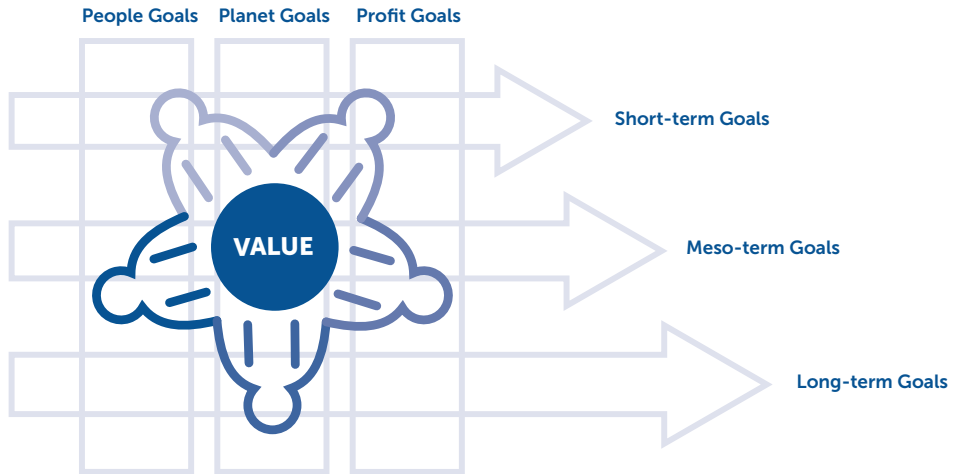 People Goals Planet Goals Profit Goals
Short-term Goals
VALUE
Meso-term Goals
Long-term Goals